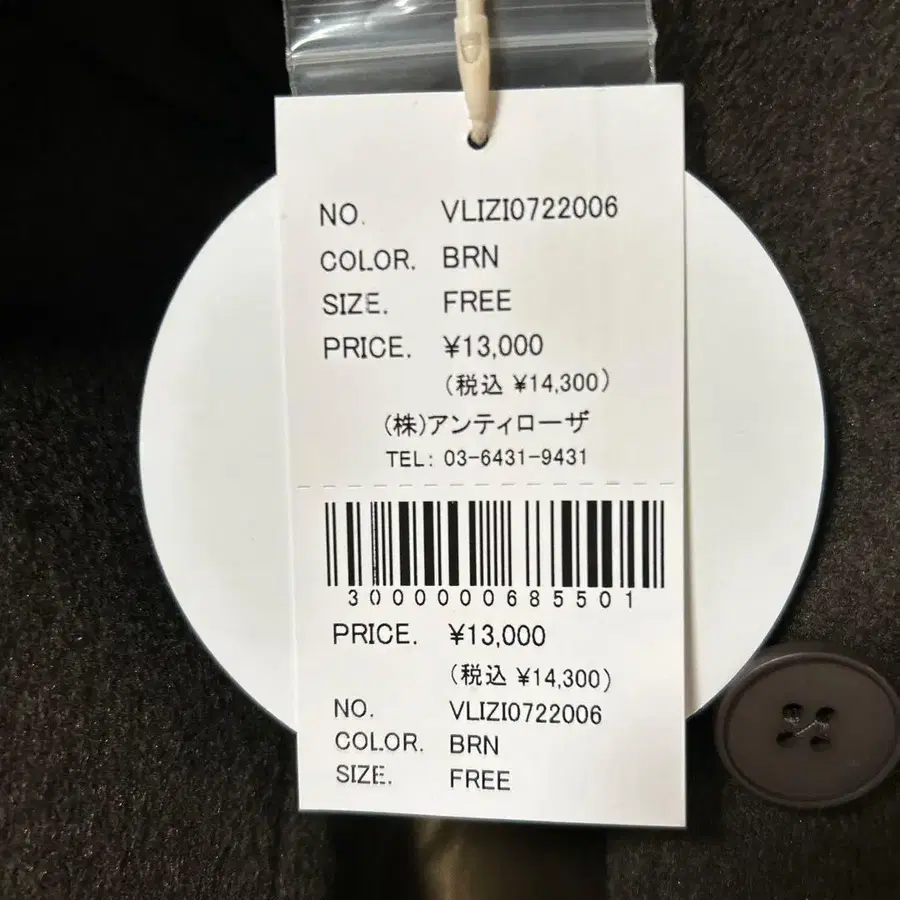 NO. VLIZI0722006
COLOR. BRN
SIZE. FREE
PRICE. ¥13,000
(税込 ¥14,300)
(株)アンティローザ
TEL: 03-6431-9431
3000000685501
PRICE. ¥13,000
(税込 ¥14,300)
NO. VLIZI0722006
COLOR. BRN
SIZE. FREE